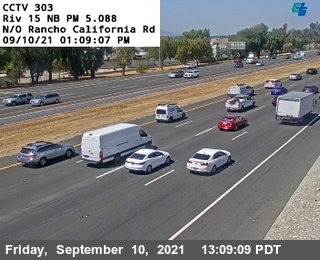 CCTV 303
Riv 15 NB PM 5.088
N/O Rancho California Rd
09/10/21 01:09:07 PM
Friday, September 10, 2021 13:09:09 PDT